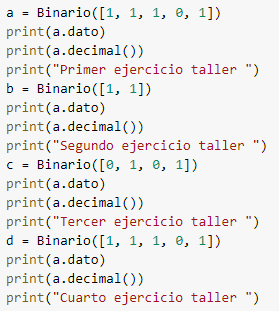 a = Binario([1, 1, 1, 0, 1])
print(a.dato)
print(a.decimal())
print("Primer ejercicio taller ")
b = Binario([1, 1])
print(a.dato)
print(a.decimal())
print("Segundo ejercicio taller ")
c = Binario([0, 1, 0, 1])
print(a.dato)
print(a.decimal())
print("Tercer ejercicio taller ")
d = Binario([1, 1, 1, 0, 1])
print(a.dato)
print(a.decimal())
print("Cuarto ejercicio taller ")